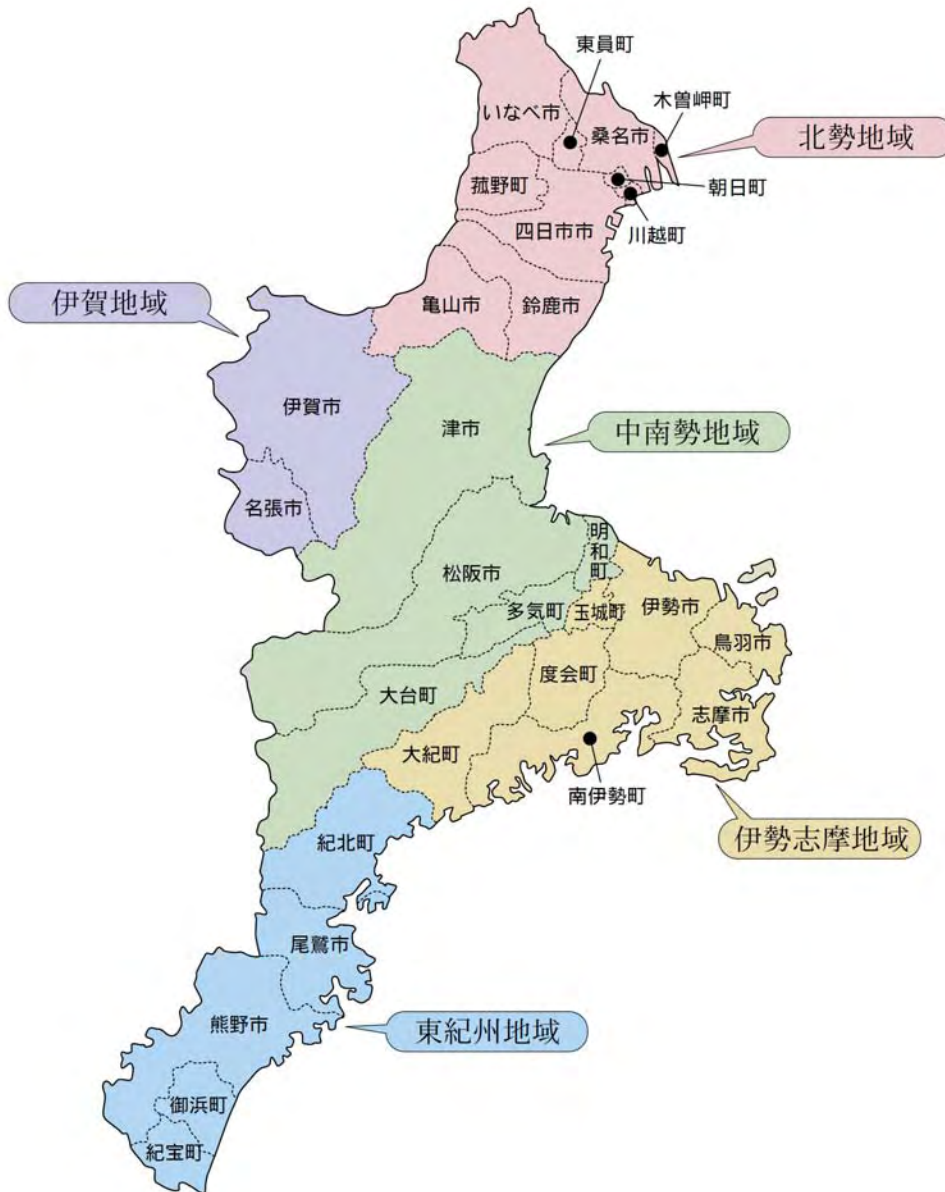 東員町
木曽岬町
いなべ市
桑名市
北勢地域
菰野町
朝日町
四日市市
川越町
伊賀地域
亀山市
鈴鹿市
伊賀市
津市
中南勢地域
名張市
明和町
松阪市
多気町
玉城町
伊勢市
鳥羽市
度会町
大台町
志摩市
大紀町
南伊勢町
伊勢志摩地域
紀北町
尾鷲市
熊野市
東紀州地域
御浜町
紀宝町